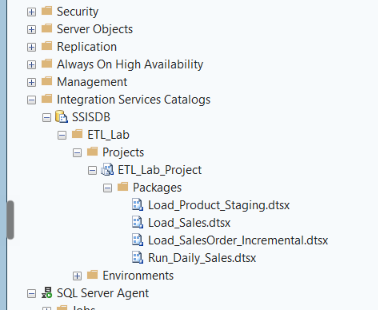 Security
Server Objects
Replication
Always On High Availability
Management
Integration Services Catalogs
SSISDB
ETL_Lab
Projects
ETL_Lab_Project
Packages
Load_Product_Staging.dtsx
Load_Sales.dtsx
Load_SalesOrder_Incremental.dtsx
Run_Daily_Sales.dtsx
Environments
SQL Server Agent
Jobs